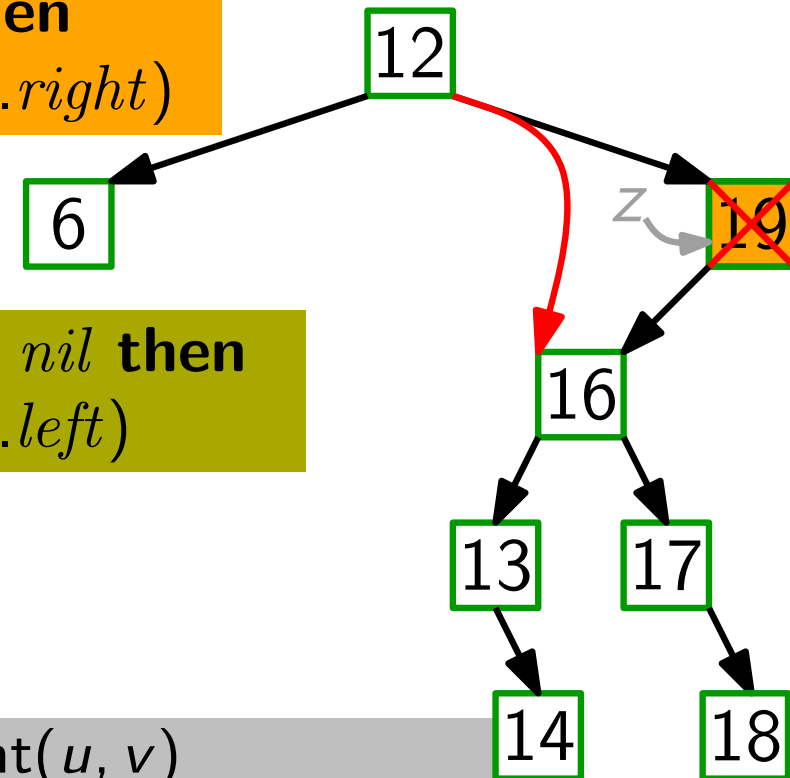 en
.right)
12
6
z
19
nil then
.left)
16
13
17
14
18
nt(u, v)